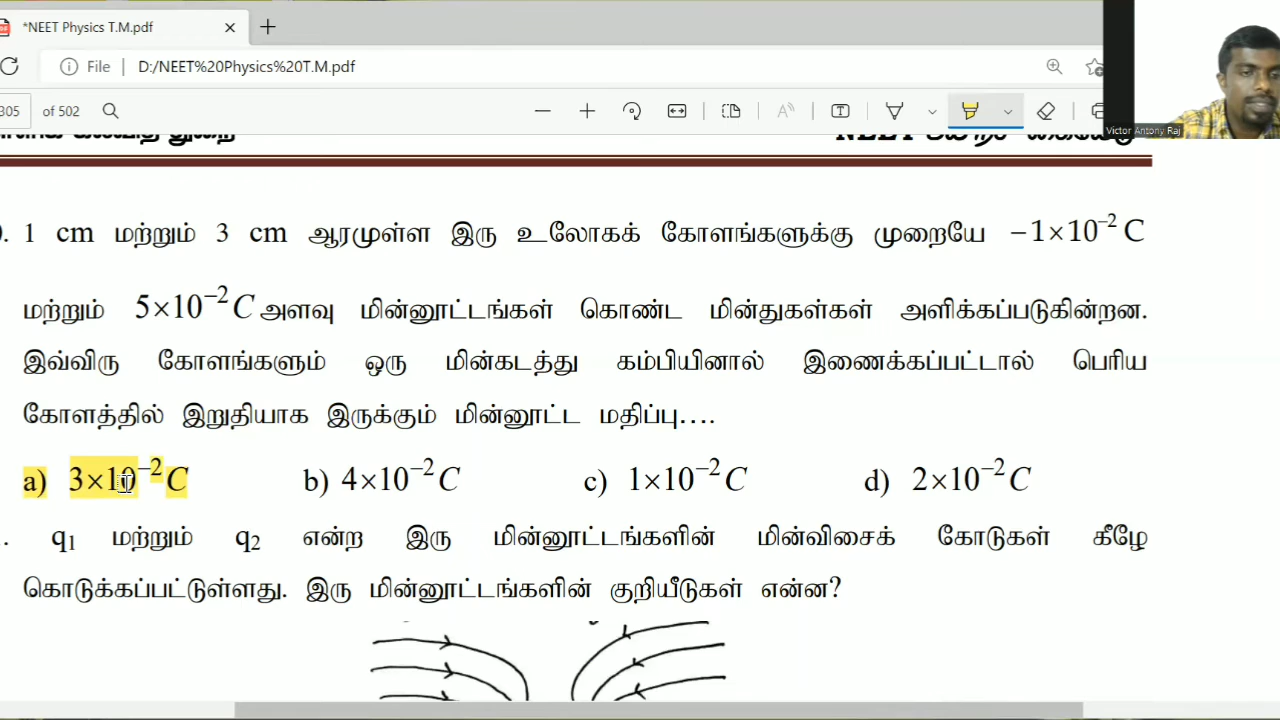 *NEET Physics T.M.pdf
File D:/NEET%20Physics%20T.M.pdf
305 of 502
Victor Antony Raj
NEET பயிற்சி கையேடு
. 1 cm மற்றும் 3 cm ஆரமுள்ள இரு உலோகக் கோளங்களுக்கு முறையே −1×10⁻² C
மற்றும் 5×10⁻² C அளவு மின்னூட்டங்கள் கொண்ட மின்துகள்கள் அளிக்கப்படுகின்றன.
இவ்விரு கோளங்களும் ஒரு மின்கடத்து கம்பியினால் இணைக்கப்பட்டால் பெரிய
கோளத்தில் இறுதியாக இருக்கும் மின்னூட்ட மதிப்பு….
a) 3×10⁻² C b) 4×10⁻² C c) 1×10⁻² C d) 2×10⁻² C
. q₁ மற்றும் q₂ என்ற இரு மின்னூட்டங்களின் மின்விசைக் கோடுகள் கீழே
கொடுக்கப்பட்டுள்ளது. இரு மின்னூட்டங்களின் குறியீடுகள் என்ன?